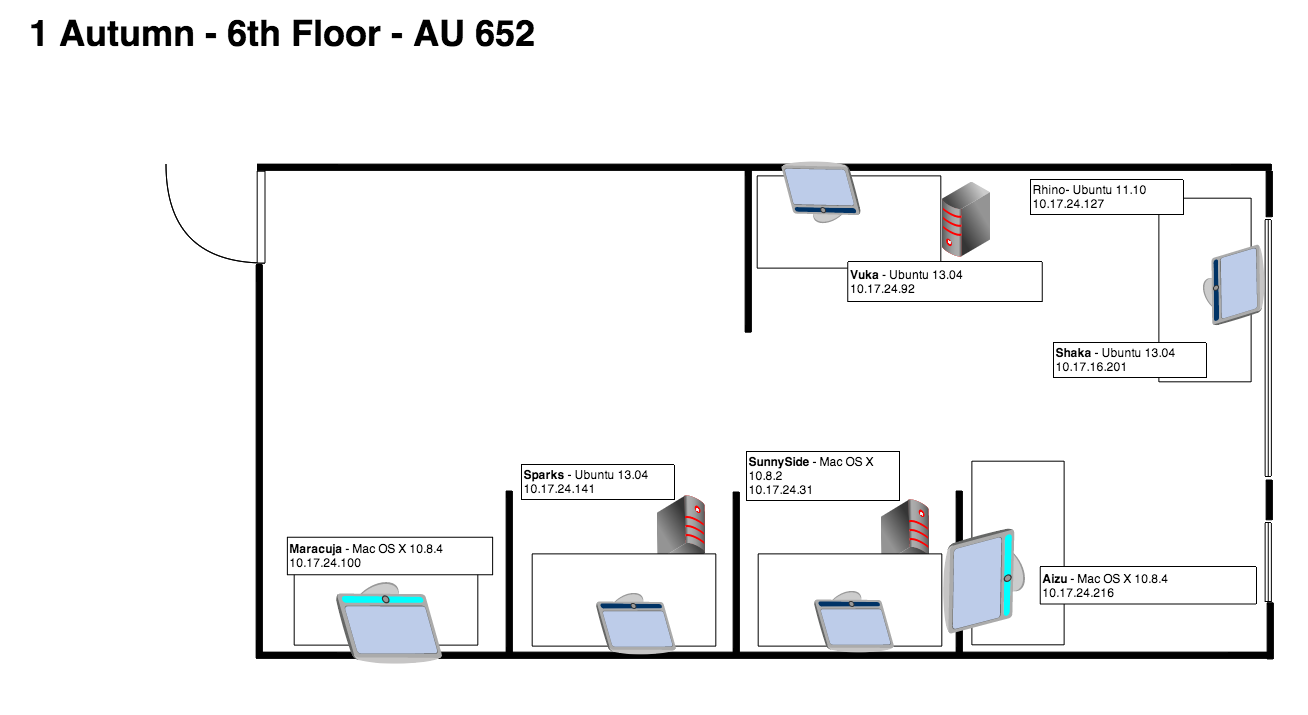 1 Autumn - 6th Floor - AU 652
Rhino- Ubuntu 11.10
10.17.24.127
Vuka - Ubuntu 13.04
10.17.24.92
Shaka - Ubuntu 13.04
10.17.16.201
Sparks - Ubuntu 13.04
10.17.24.141
SunnySide - Mac OS X
10.8.2
10.17.24.31
Maracuja - Mac OS X 10.8.4
10.17.24.100
Aizu - Mac OS X 10.8.4
10.17.24.216